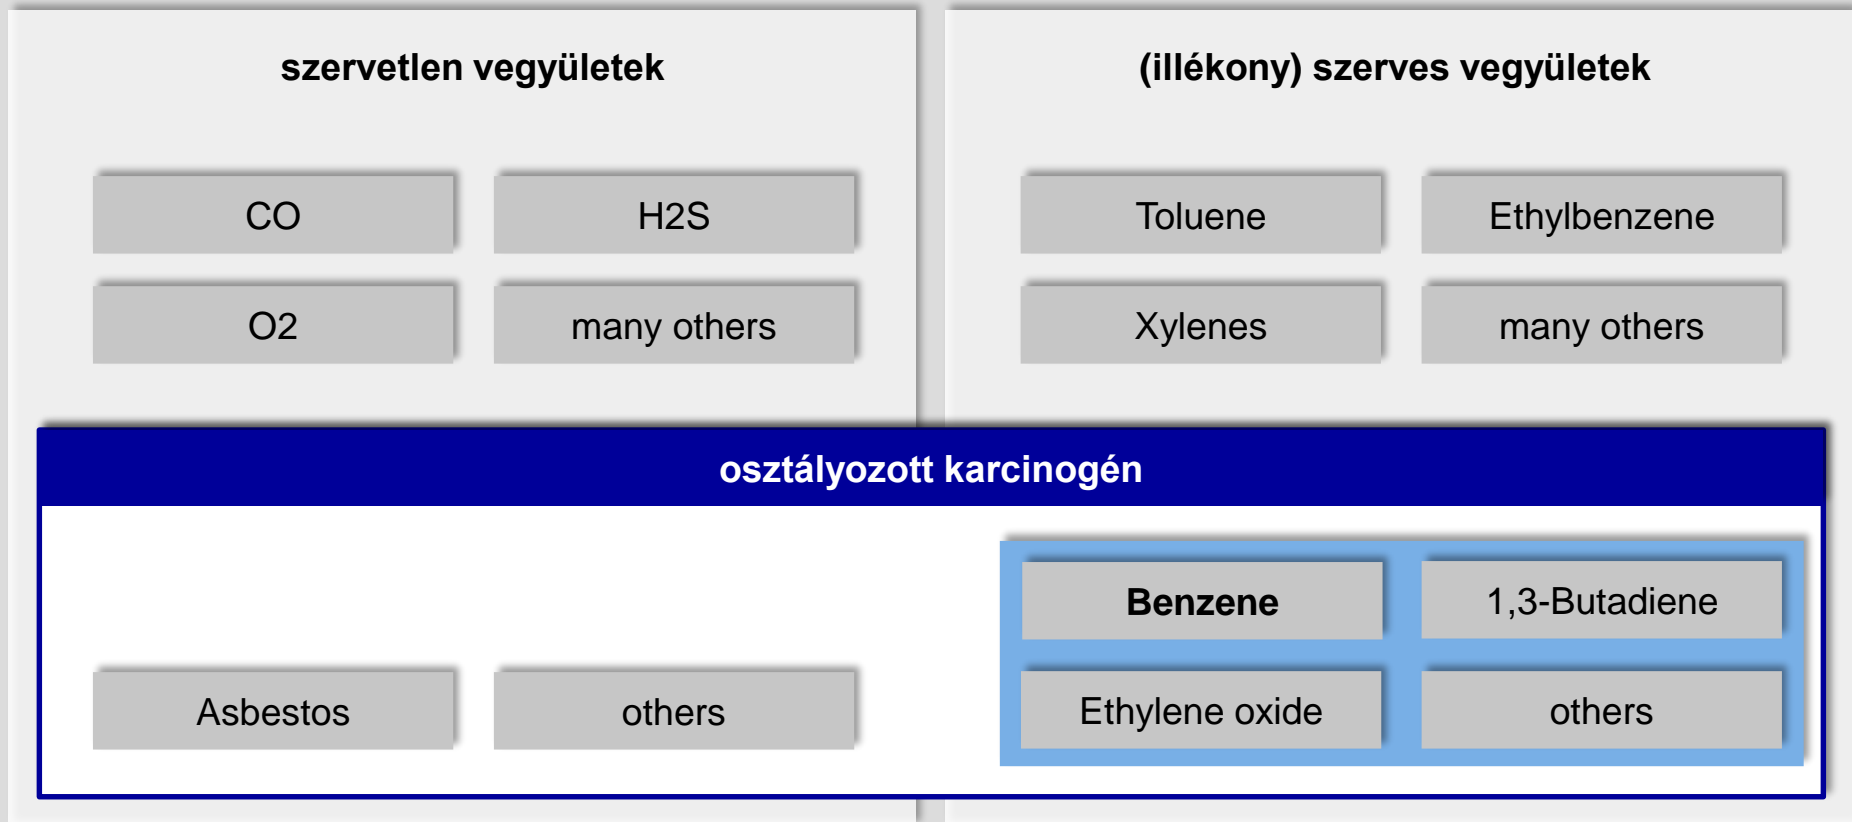 szervetlen vegyületek
CO
H2S
O2
many others
(illékony) szerves vegyületek
Toluene
Ethylbenzene
Xylenes
many others
osztályozott karcinogén
Asbestos
others
Benzene
1,3-Butadiene
Ethylene oxide
others